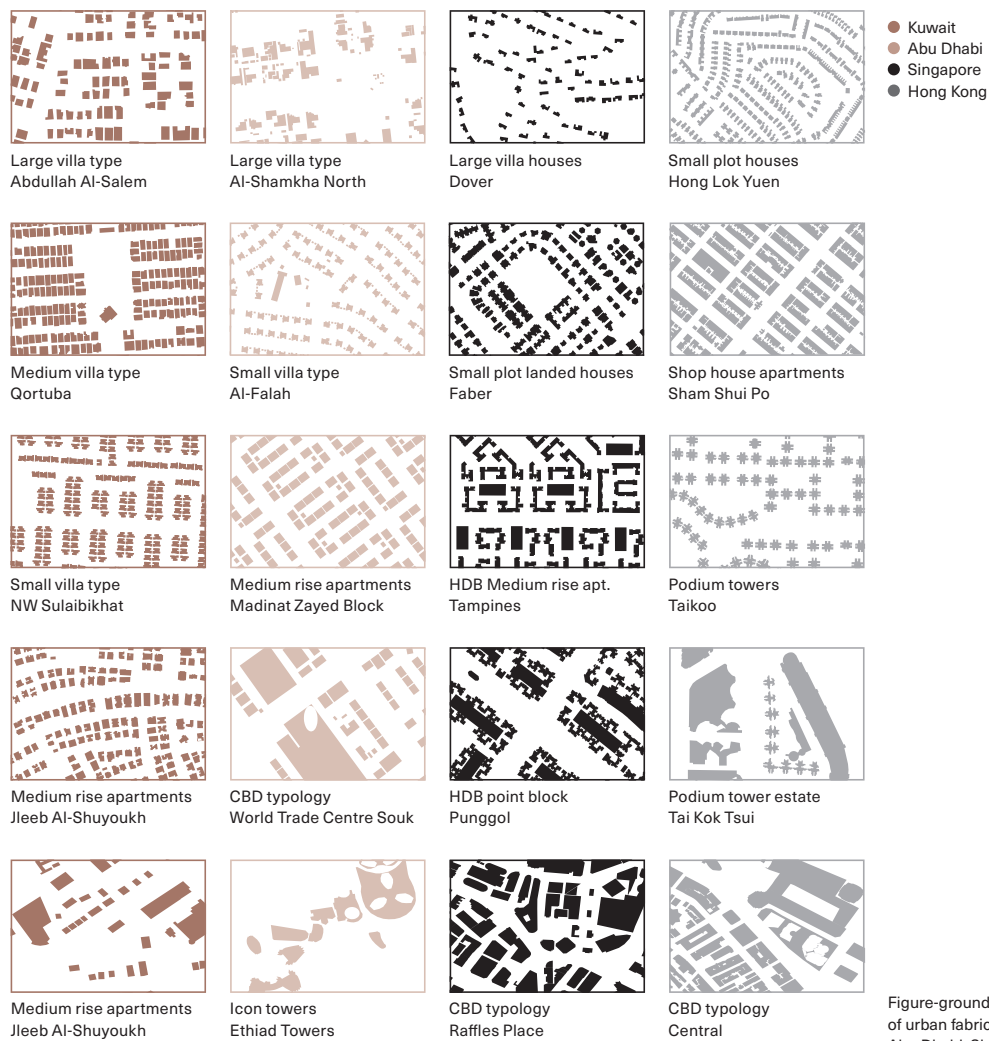 Kuwait
Abu Dhabi
Singapore
Hong Kong
Large villa type
Abdullah Al-Salem
Large villa type
Al-Shamkha North
Large villa houses
Dover
Small plot houses
Hong Lok Yuen
Medium villa type
Qortuba
Small villa type
Al-Falah
Small plot landed houses
Faber
Shop house apartments
Sham Shui Po
Small villa type
NW Sulaibikhat
Medium rise apartments
Madinat Zayed Block
HDB Medium rise apt.
Tampines
Podium towers
Taikoo
Medium rise apartments
Jleeb Al-Shuyoukh
CBD typology
World Trade Centre Souk
HDB point block
Punggol
Podium tower estate
Tai Kok Tsui
Medium rise apartments
Jleeb Al-Shuyoukh
Icon towers
Ethiad Towers
CBD typology
Raffles Place
CBD typology
Central
Figure-ground
of urban fabric